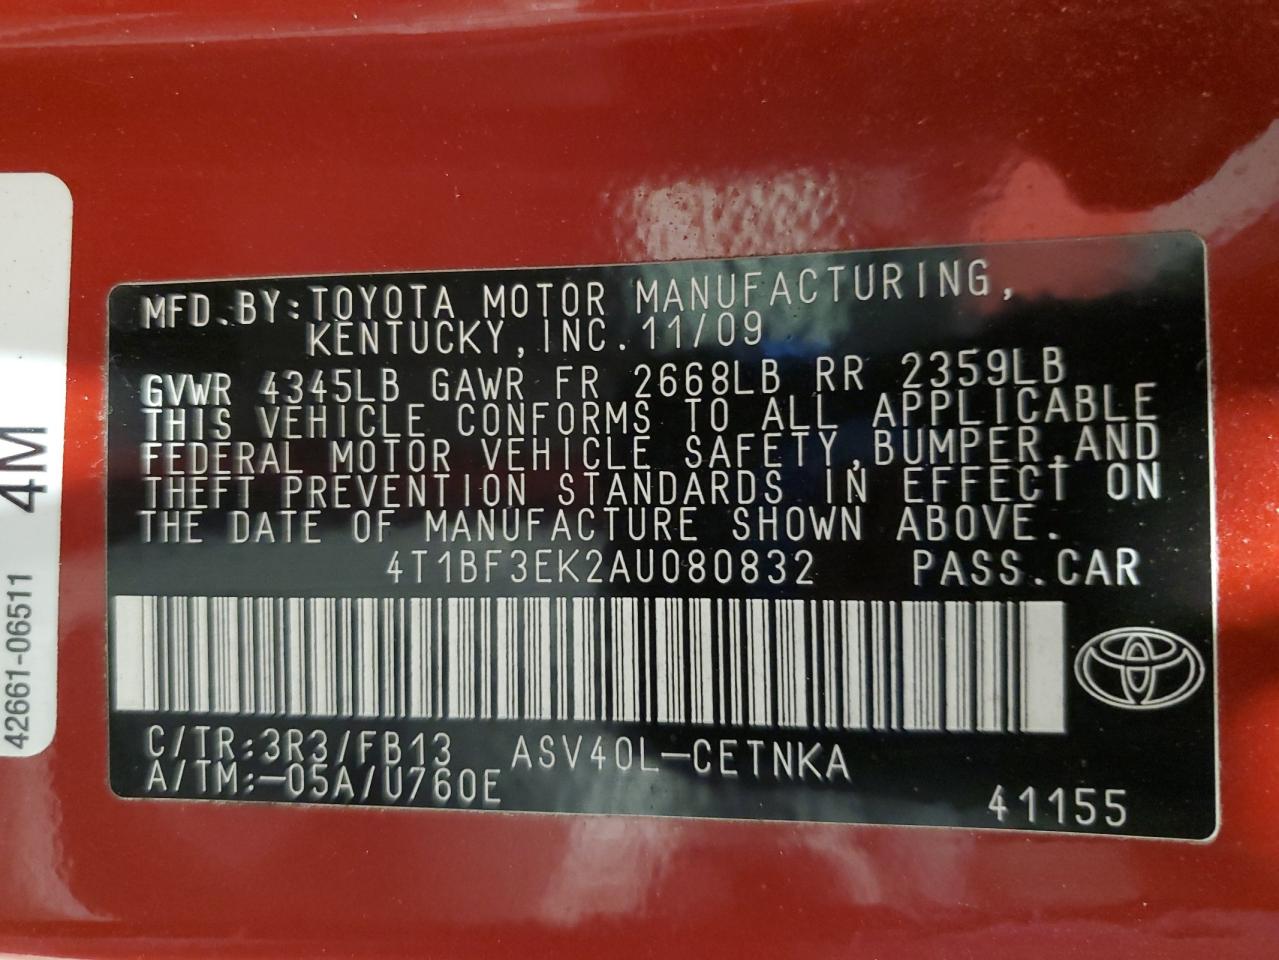 MFD.BY:TOYOTA MOTOR MANUFACTURING,
KENTUCKY,INC.11/09
GVWR 4345LB GAWR FR 2668LB RR 2359LB
THIS VEHICLE CONFORMS TO ALL APPLICABLE
FEDERAL MOTOR VEHICLE SAFETY,BUMPER,AND
THEFT PREVENTION STANDARDS IN EFFECT ON
THE DATE OF MANUFACTURE SHOWN ABOVE.
4T1BF3EK2AU080832 PASS.CAR
C/TR:3R3/FB13 ASV40L-CETNKA
A/TM:-05A/U760E
41155
4M
42661-06511